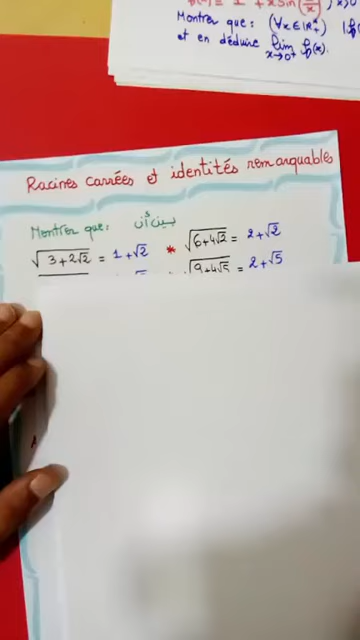 Montrer que: (∀x∈ℝ*₊)
et en déduire lim f(x).
x→0⁺
Racines carrées et identités remarquables
Montrer que: بين أن
√(3+2√2) = 1+√2 * √(6+4√2) = 2+√2
√(9+4√5) = 2+√5